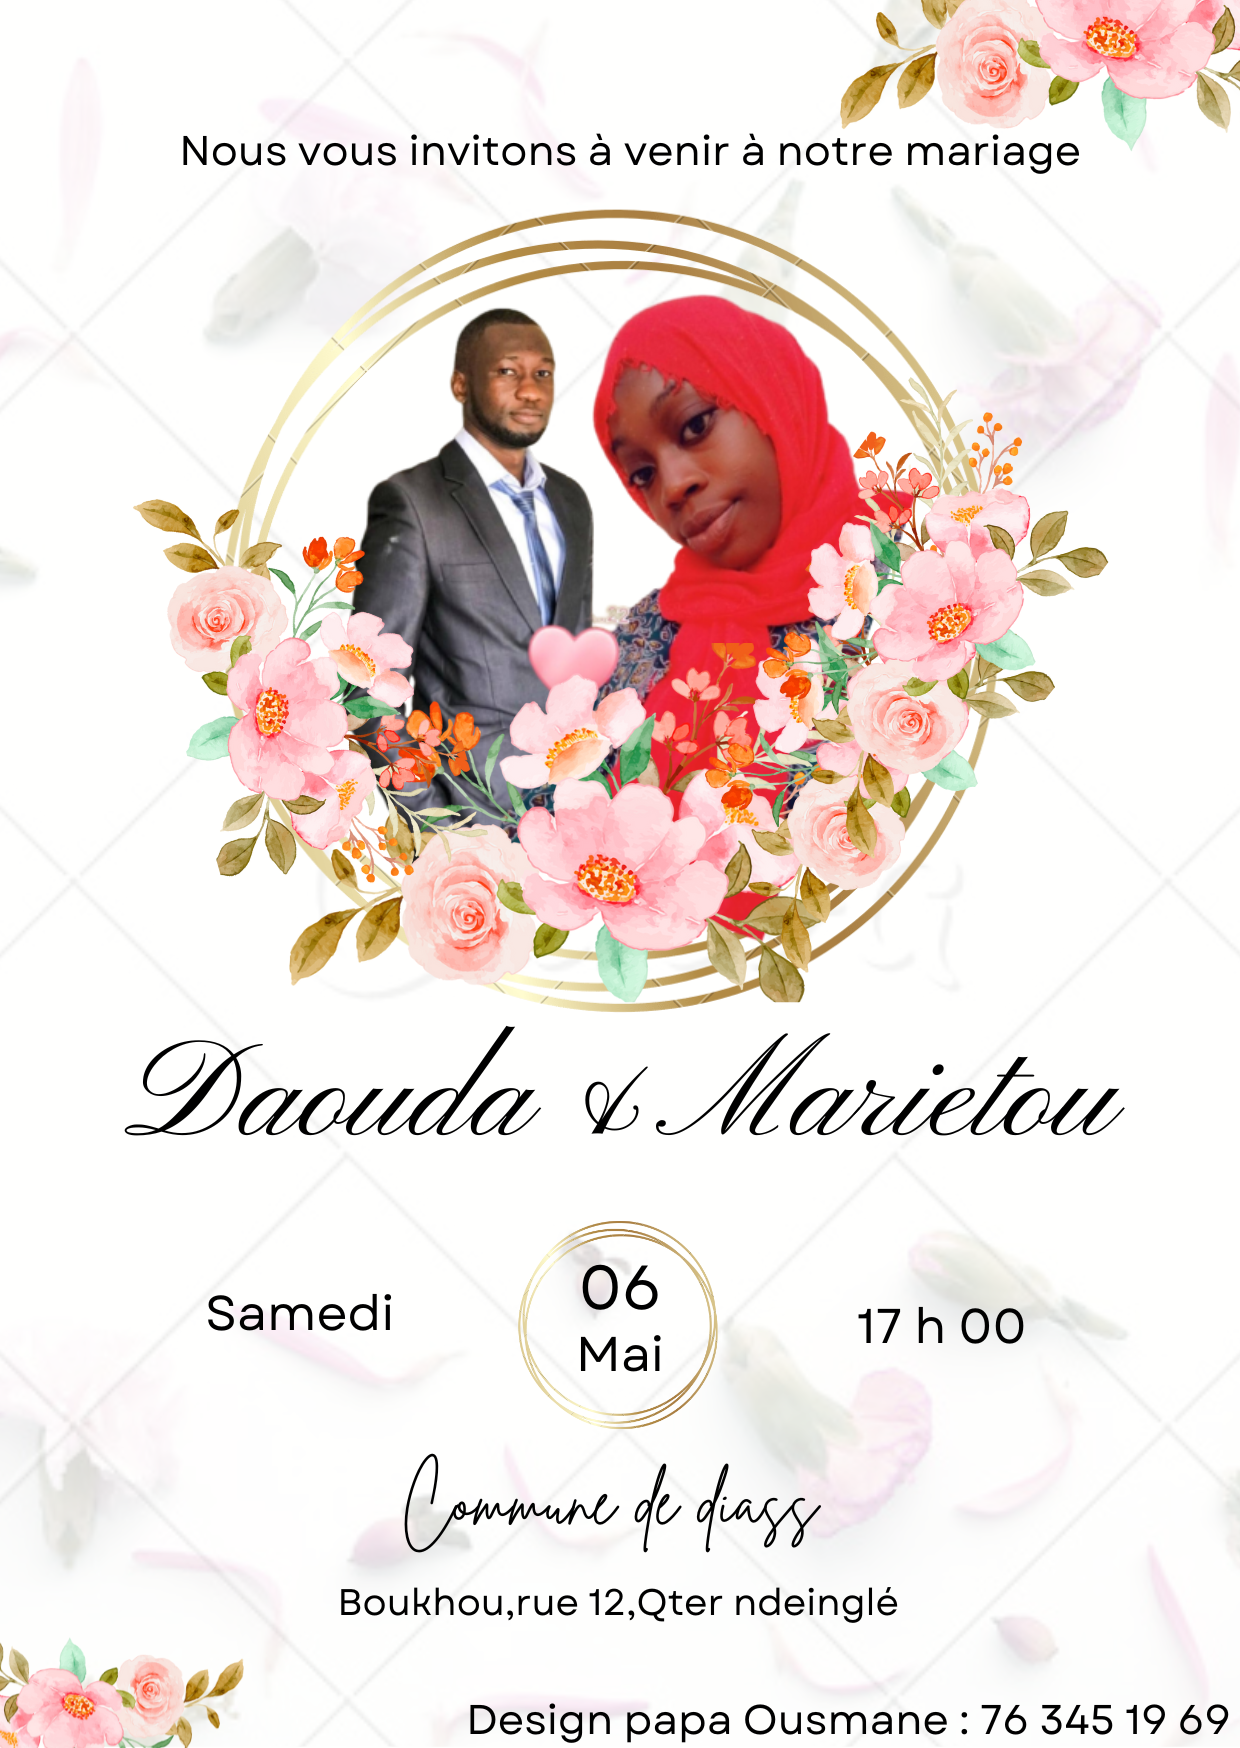 Nous vous invitons à venir à notre mariage
Daouda & Marietou
Samedi
06
Mai
17 h 00
Commune de diass
Boukhou,rue 12,Qter ndeinglé
Design papa Ousmane : 76 345 19 69